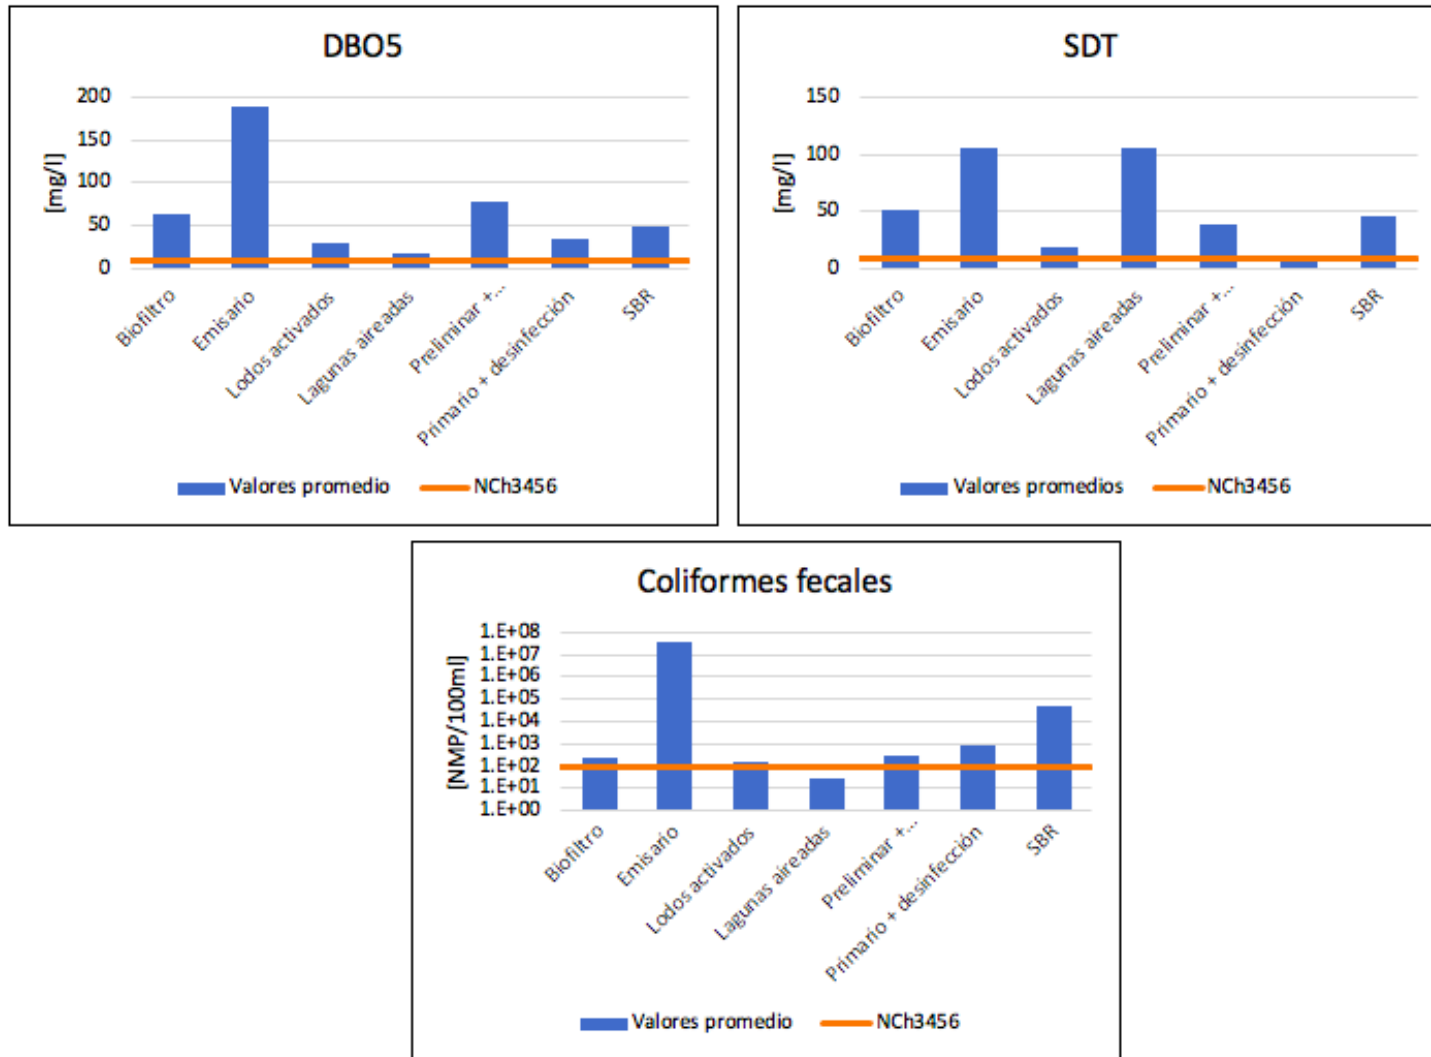 DBO5
[mg/l]
200
150
100
50
0
Biofiltro
Emisario
Lodos activados
Lagunas aireadas
Preliminar +...
Primario + desinfección
SBR
Valores promedio NCh3456
SDT
[mg/l]
150
100
50
0
Biofiltro
Emisario
Lodos activados
Lagunas aireadas
Preliminar +...
Primario + desinfección
SBR
Valores promedios NCh3456
Coliformes fecales
[NMP/100ml]
1.E+08
1.E+07
1.E+06
1.E+05
1.E+04
1.E+03
1.E+02
1.E+01
1.E+00
Biofiltro
Emisario
Lodos activados
Lagunas aireadas
Preliminar +...
Primario + desinfección
SBR
Valores promedio NCh3456